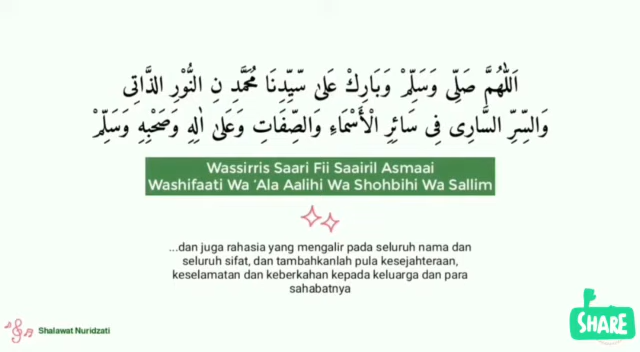 اَللّٰهُمَّ صَلِّى وَسَلِّمْ وَبَارِكْ عَلىٰ سَيِّدِنَا مُحَمَّدِ نِ النُّوْرِ الذَّاتِى
وَالسِّرِّ السَّارِى فِى سَائِرِ الْأَسْمَاءِ وَالصِّفَاتِ وَعَلىٰ اٰلِهِ وَصَحْبِهِ وَسَلِّمْ
Wassirris Saari Fii Saairil Asmaai
Washifaati Wa ‘Ala Aalihi Wa Shohbihi Wa Sallim
...dan juga rahasia yang mengalir pada seluruh nama dan
seluruh sifat, dan tambahkanlah pula kesejahteraan,
keselamatan dan keberkahan kepada keluarga dan para
sahabatnya
Shalawat Nuridzati
SHARE